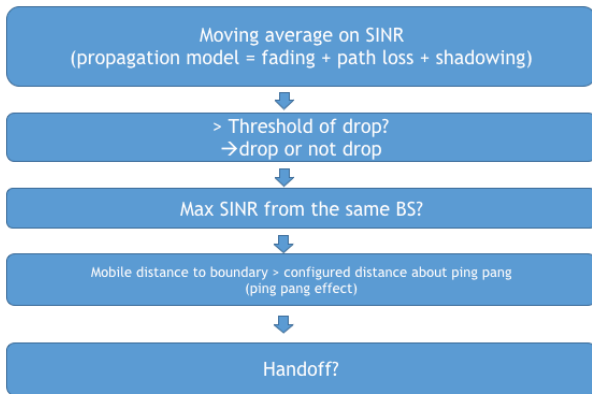 Moving average on SINR
(propagation model = fading + path loss + shadowing)
> Threshold of drop?
→drop or not drop
Max SINR from the same BS?
Mobile distance to boundary > configured distance about ping pang
(ping pang effect)
Handoff?